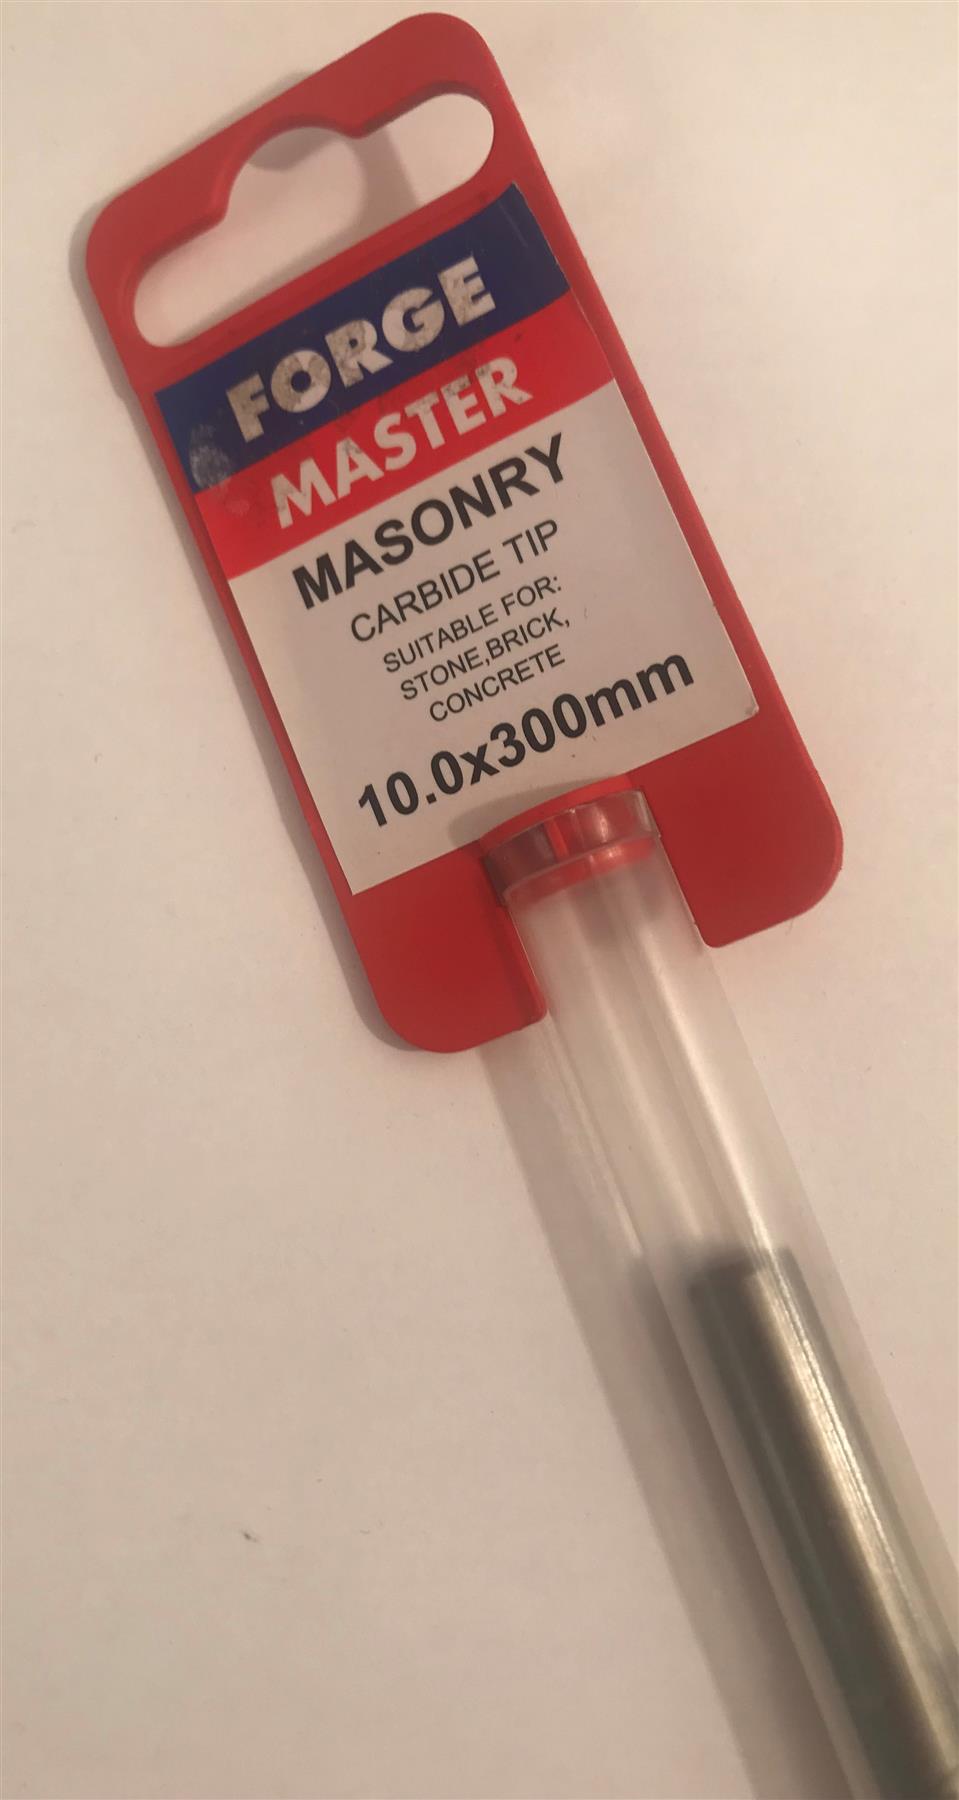 FORGE
MASTER
MASONRY
CARBIDE TIP
SUITABLE FOR:
STONE,BRICK,
CONCRETE
10.0x300mm